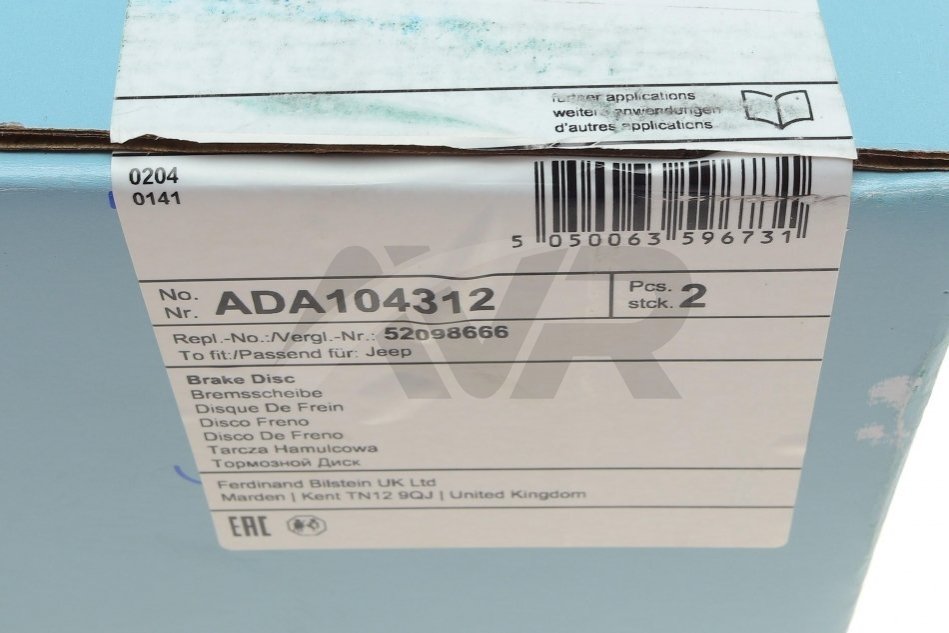 further applications
weitere anwendungen
d'autres applications
0204
0141
5 050063 596731
No.
Nr. ADA104312
Pcs.
stck. 2
Repl.-No.:/Vergl.-Nr.: 52098666
To fit:/Passend für: Jeep
Brake Disc
Bremsscheibe
Disque De Frein
Disco Freno
Disco De Freno
Tarcza Hamulcowa
Тормозной Диск
Ferdinand Bilstein UK Ltd
Marden | Kent TN12 9QJ | United Kingdom
EAC
AVR